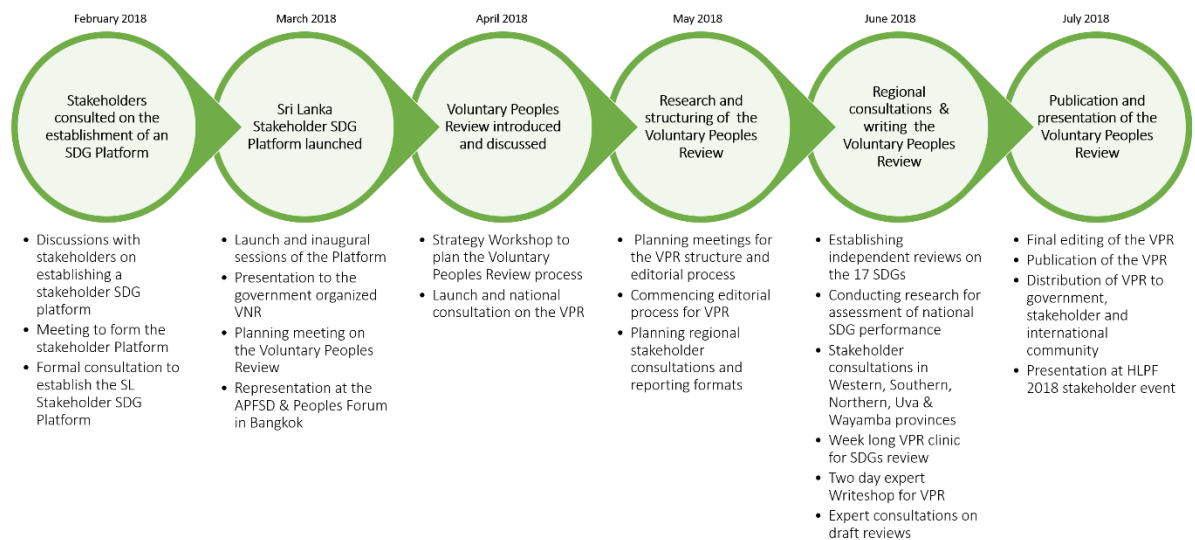 February 2018
Stakeholders
consulted on the
establishment of an
SDG Platform
• Discussions with
stakeholders on
establishing a
stakeholder SDG
platform
• Meeting to form the
stakeholder Platform
• Formal consultation to
establish the SL
Stakeholder SDG
Platform
March 2018
Sri Lanka
Stakeholder SDG
Platform launched
• Launch and inaugural
sessions of the Platform
• Presentation to the
government organized
VNR
• Planning meeting on
the Voluntary Peoples
Review
• Representation at the
APFSD & Peoples Forum
in Bangkok
April 2018
Voluntary Peoples
Review introduced
and discussed
• Strategy Workshop to
plan the Voluntary
Peoples Review process
• Launch and national
consultation on the VPR
May 2018
Research and
structuring of the
Voluntary Peoples
Review
• Planning meetings for
the VPR structure and
editorial process
• Commencing editorial
process for VPR
• Planning regional
stakeholder
consultations and
reporting formats
June 2018
Regional
consultations &
writing the
Voluntary Peoples
Review
• Establishing
independent reviews on
the 17 SDGs
• Conducting research for
assessment of national
SDG performance
• Stakeholder
consultations in
Western, Southern,
Northern, Uva &
Wayamba provinces
• Week long VPR clinic
for SDGs review
• Two day expert
Writeshop for VPR
• Expert consultations on
draft reviews
July 2018
Publication and
presentation of the
Voluntary Peoples
Review
• Final editing of the VPR
• Publication of the VPR
• Distribution of VPR to
government,
stakeholder and
international
community
• Presentation at HLPF
2018 stakeholder event